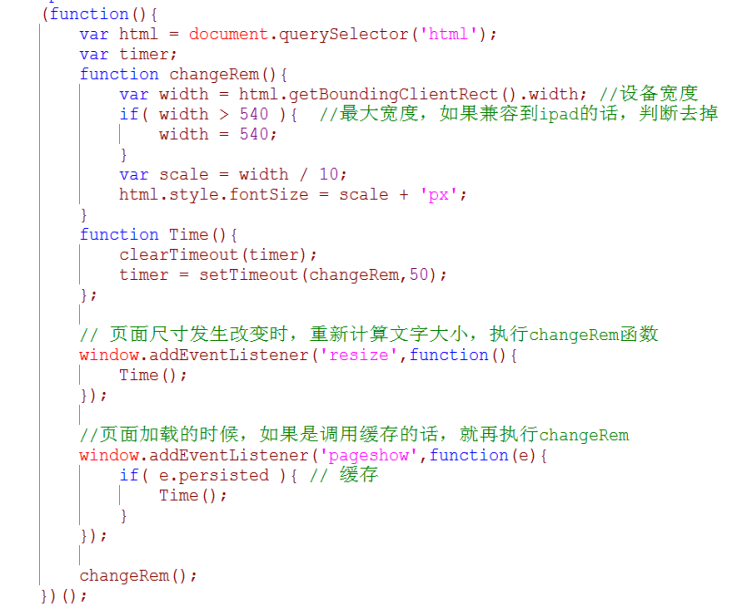 (function(){
var html = document.querySelector('html');
var timer;
function changeRem(){
var width = html.getBoundingClientRect().width; //设备宽度
if( width > 540 ){  //最大宽度，如果兼容到ipad的话，判断去掉
width = 540;
}
var scale = width / 10;
html.style.fontSize = scale + 'px';
}
function Time(){
clearTimeout(timer);
timer = setTimeout(changeRem,50);
};
// 页面尺寸发生改变时，重新计算文字大小，执行changeRem函数
window.addEventListener('resize',function(){
Time();
});
//页面加载的时候，如果是调用缓存的话，就再执行changeRem
window.addEventListener('pageshow',function(e){
if( e.persisted ){ // 缓存
Time();
}
});
changeRem();
})();